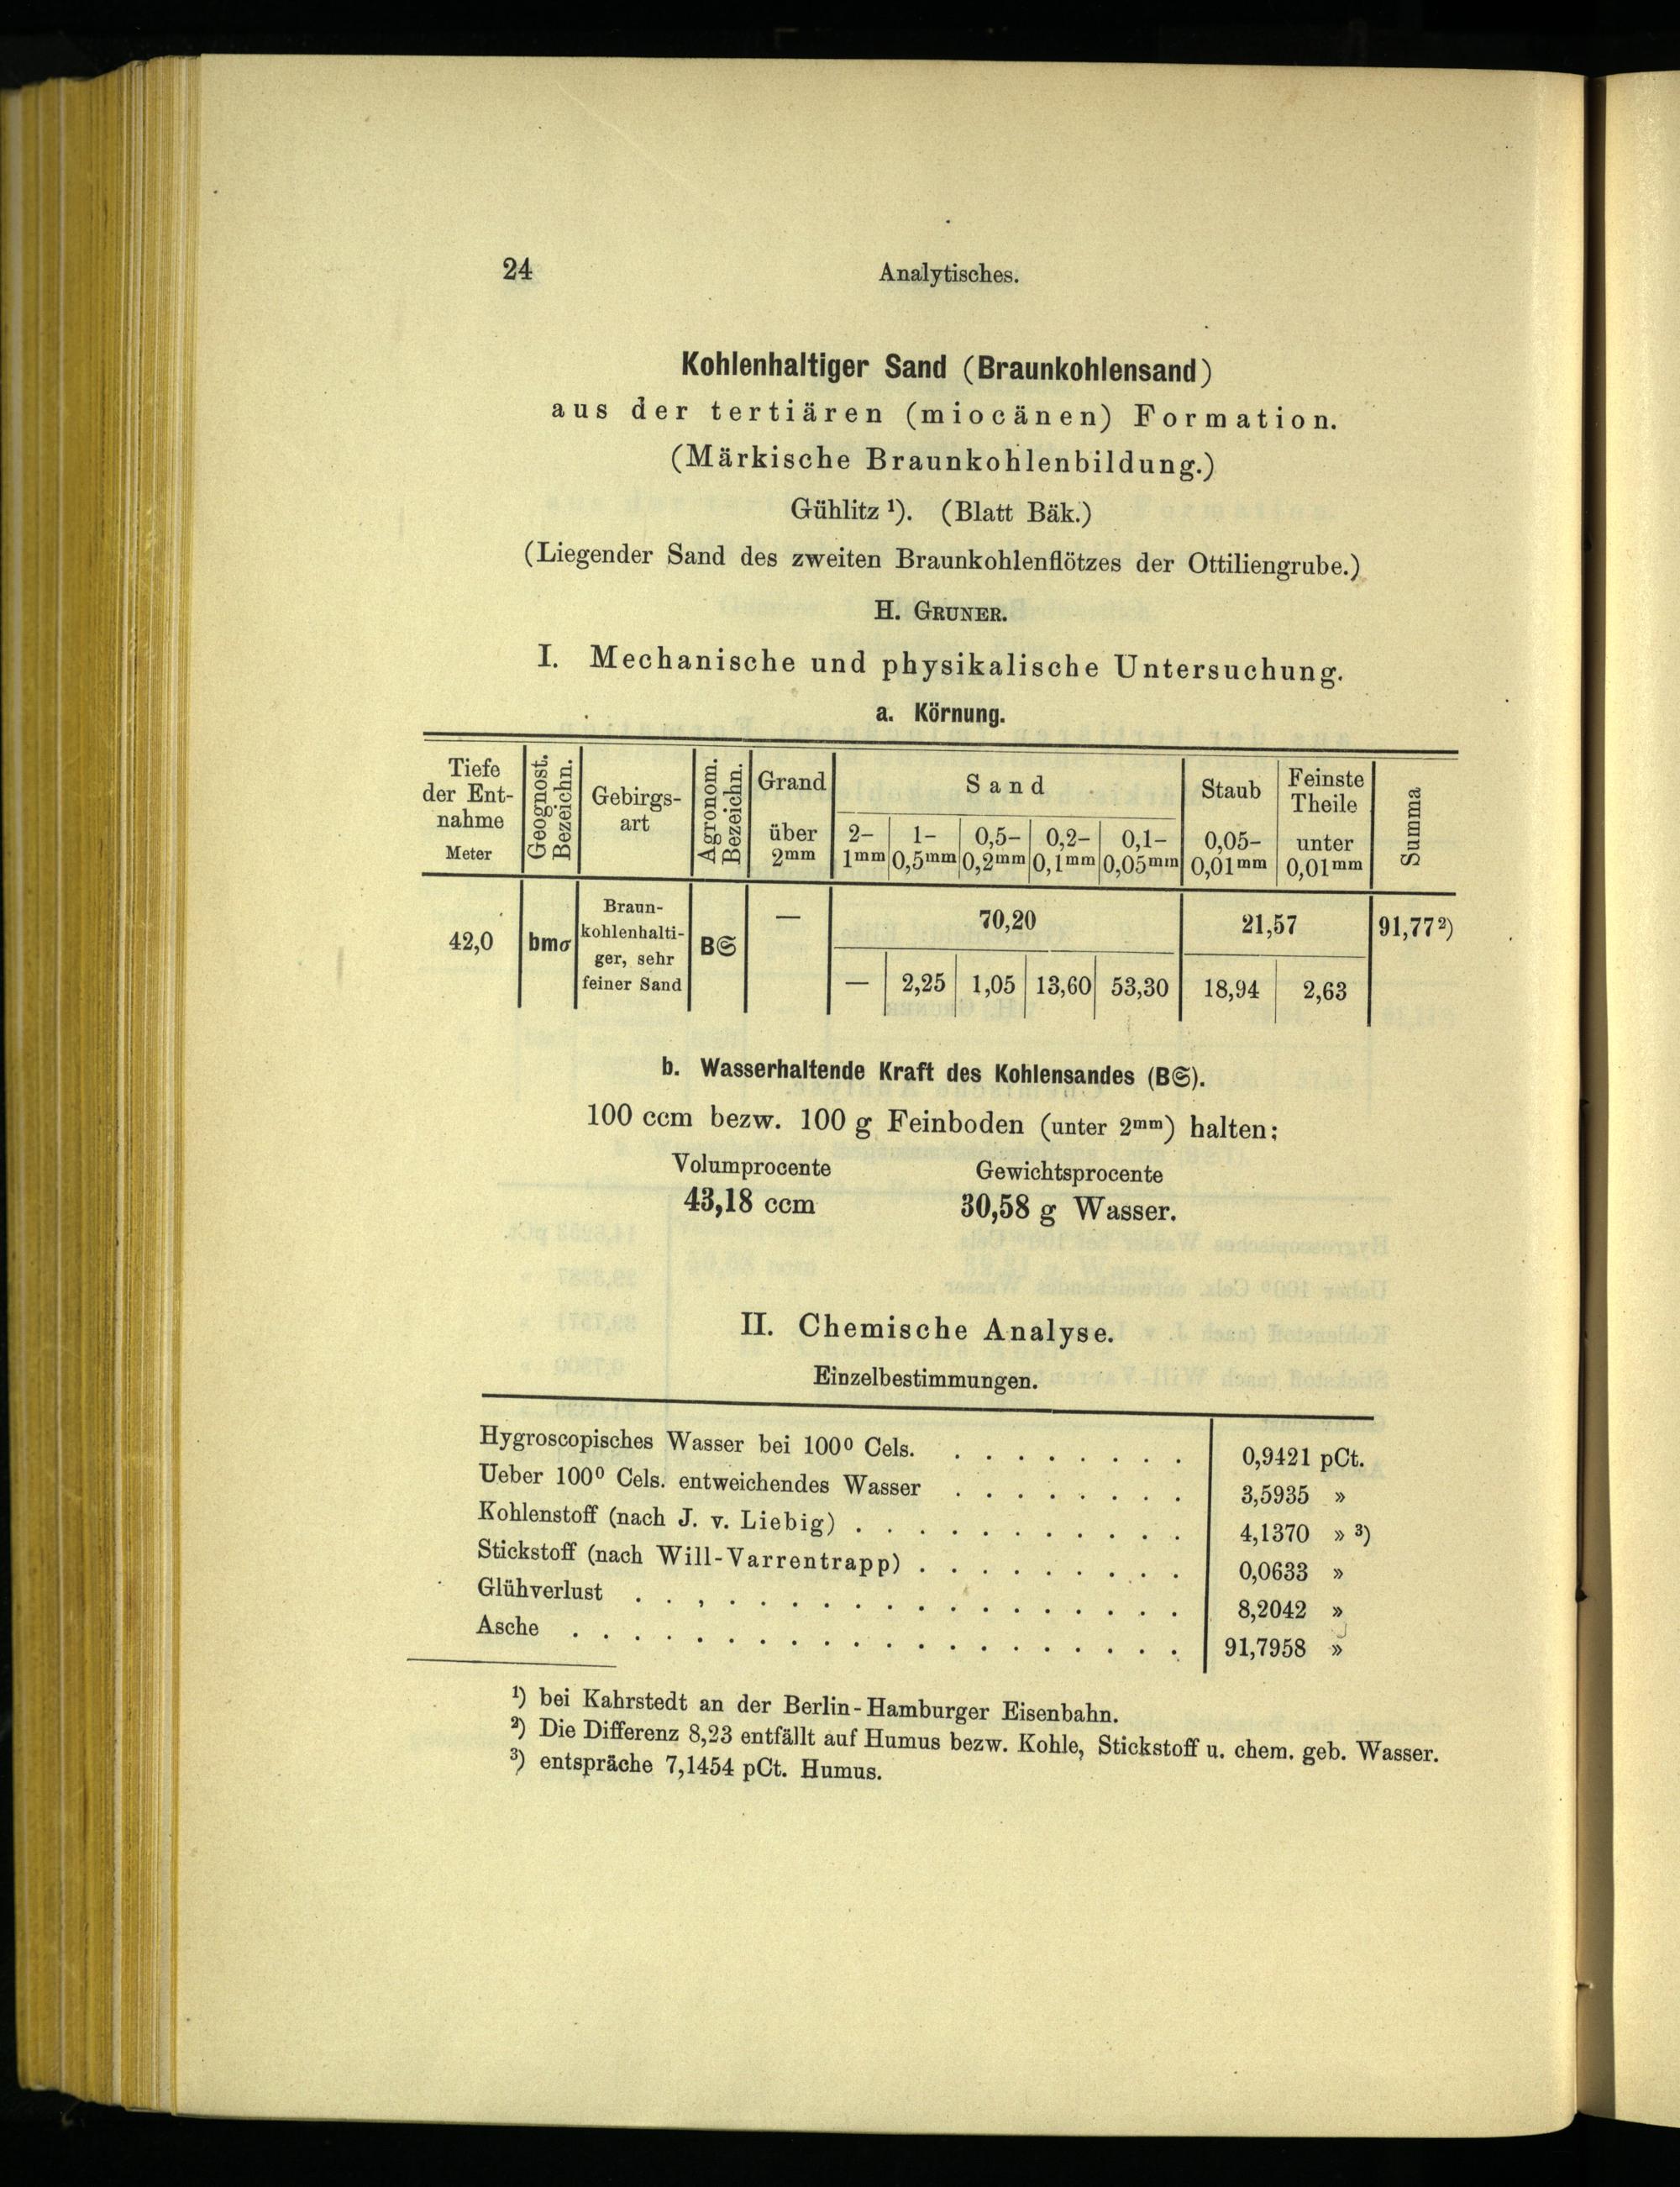 24 Analytisches.
Kohlenhaltiger Sand (Braunkohlensand)
aus der tertiären (miocänen) Formation.
(Märkische Braunkohlenbildung.)
Gühlitz ¹). (Blatt Bäk.)
(Liegender Sand des zweiten Braunkohlenflötzes der Ottiliengrube.)
H. GRUNER.
I. Mechanische und physikalische Untersuchung.
a. Körnung.
Tiefe der Ent-nahme Meter
Geognost. Bezeichn.
Gebirgs-art
Agronom. Bezeichn.
Grand über 2mm
Sand
2-1mm 1-0,5mm 0,5-0,2mm 0,2-0,1mm 0,1-0,05mm
Staub 0,05-0,01mm
Feinste Theile unter 0,01mm
Summa
42,0
bmσ
Braun-
kohlenhalti-
ger, sehr
feiner Sand
B𝔖
—
70,20 21,57 91,77²)
— 2,25 1,05 13,60 53,30 18,94 2,63
b. Wasserhaltende Kraft des Kohlensandes (B𝔖).
100 ccm bezw. 100 g Feinboden (unter 2mm) halten:
Volumprocente Gewichtsprocente
43,18 ccm 30,58 g Wasser.
II. Chemische Analyse.
Einzelbestimmungen.
Hygroscopisches Wasser bei 100⁰ Cels. . . . . . . . . 0,9421 pCt.
Ueber 100⁰ Cels. entweichendes Wasser . . . . . . . . 3,5935 »
Kohlenstoff (nach J. v. Liebig) . . . . . . . . . . . 4,1370 » ³)
Stickstoff (nach Will-Varrentrapp) . . . . . . . . . 0,0633 »
Glühverlust . . . . . . . . . . . . . . . . . . 8,2042 »
Asche . . . . . . . . . . . . . . . . . . . . 91,7958 »
¹) bei Kahrstedt an der Berlin-Hamburger Eisenbahn.
²) Die Differenz 8,23 entfällt auf Humus bezw. Kohle, Stickstoff u. chem. geb. Wasser.
³) entspräche 7,1454 pCt. Humus.